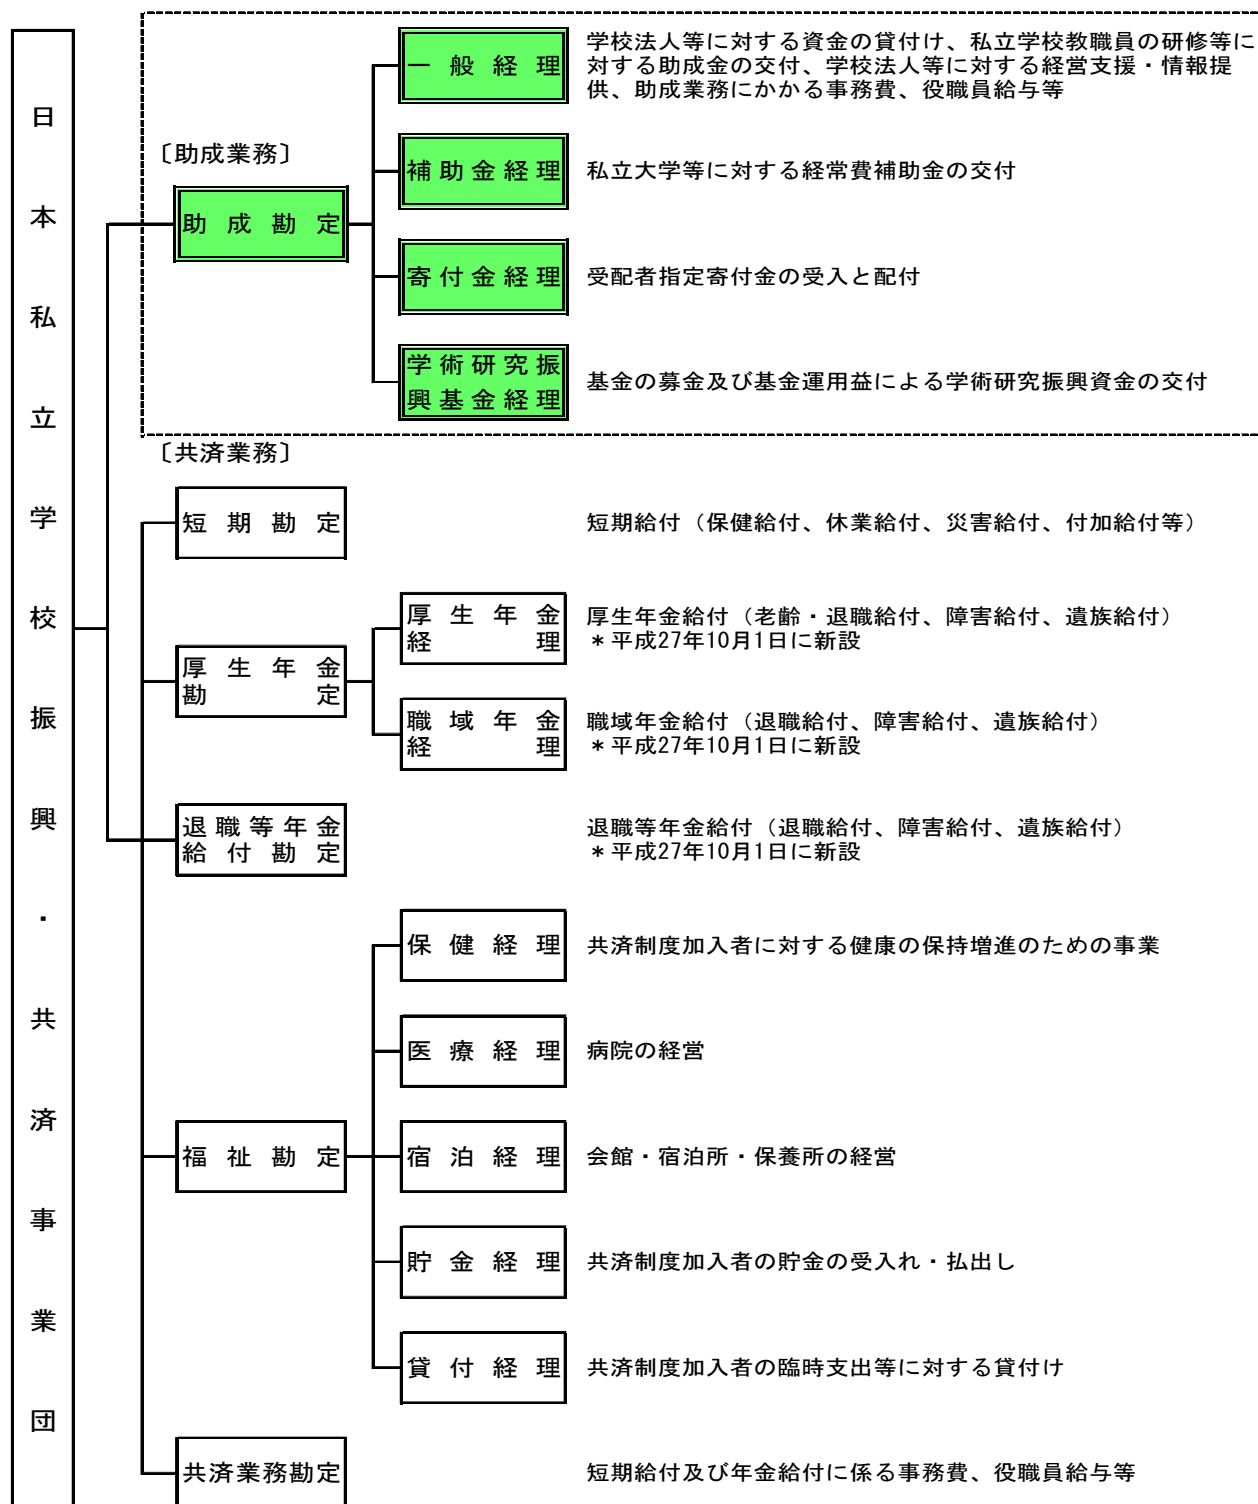 日本私立学校振興・共済事業団
〔助成業務〕
助成勘定
一般経理
学校法人等に対する資金の貸付け、私立学校教職員の研修等に
対する助成金の交付、学校法人等に対する経営支援・情報提
供、助成業務にかかる事務費、役職員給与等
補助金経理
私立大学等に対する経常費補助金の交付
寄付金経理
受配者指定寄付金の受入と配付
学術研究振
興基金経理
基金の募金及び基金運用益による学術研究振興資金の交付
〔共済業務〕
短期勘定
短期給付（保健給付、休業給付、災害給付、付加給付等）
厚生年金
勘定
厚生年金
経理
厚生年金給付（老齢・退職給付、障害給付、遺族給付）
＊平成27年10月1日に新設
職域年金
経理
職域年金給付（退職給付、障害給付、遺族給付）
＊平成27年10月1日に新設
退職等年金
給付勘定
退職等年金給付（退職給付、障害給付、遺族給付）
＊平成27年10月1日に新設
福祉勘定
保健経理
共済制度加入者に対する健康の保持増進のための事業
医療経理
病院の経営
宿泊経理
会館・宿泊所・保養所の経営
貯金経理
共済制度加入者の貯金の受入れ・払出し
貸付経理
共済制度加入者の臨時支出等に対する貸付け
共済業務勘定
短期給付及び年金給付に係る事務費、役職員給与等